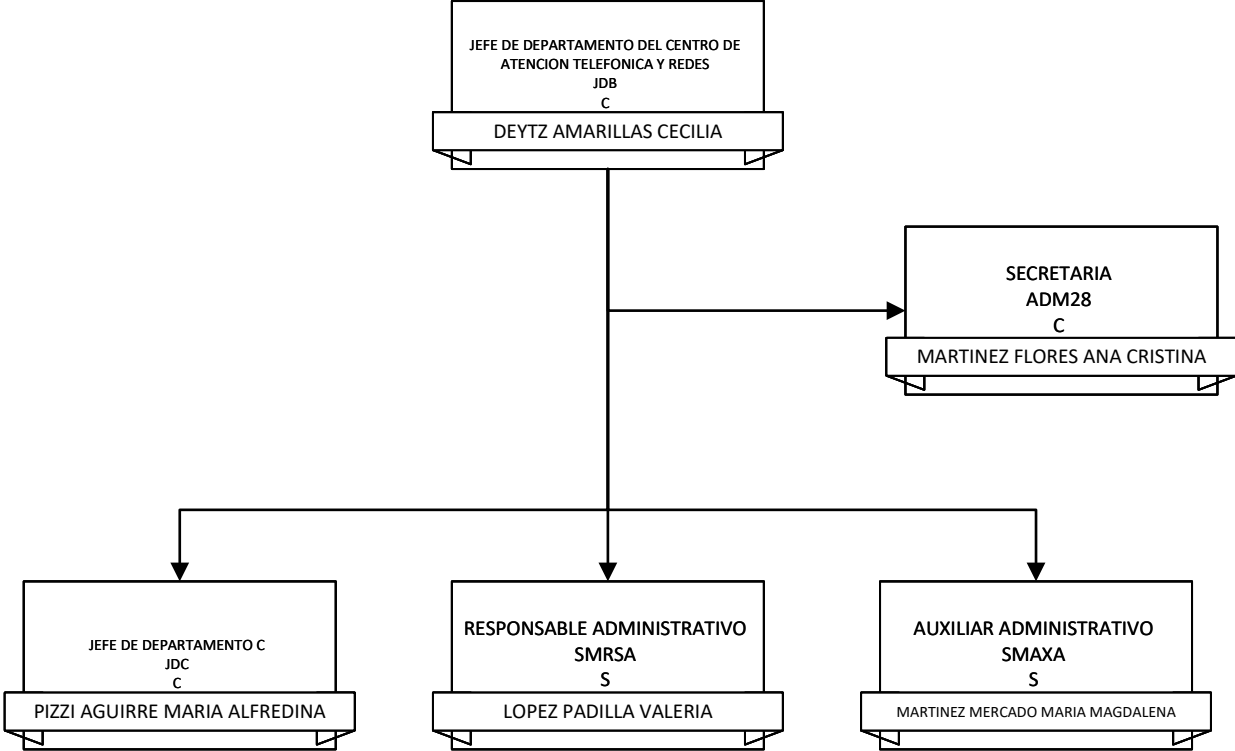 JEFE DE DEPARTAMENTO DEL CENTRO DE
ATENCION TELEFONICA Y REDES
JDB
C
DEYTZ AMARILLAS CECILIA
SECRETARIA
ADM28
C
MARTINEZ FLORES ANA CRISTINA
JEFE DE DEPARTAMENTO C
JDC
C
PIZZI AGUIRRE MARIA ALFREDINA
RESPONSABLE ADMINISTRATIVO
SMRSA
S
LOPEZ PADILLA VALERIA
AUXILIAR ADMINISTRATIVO
SMAXA
S
MARTINEZ MERCADO MARIA MAGDALENA